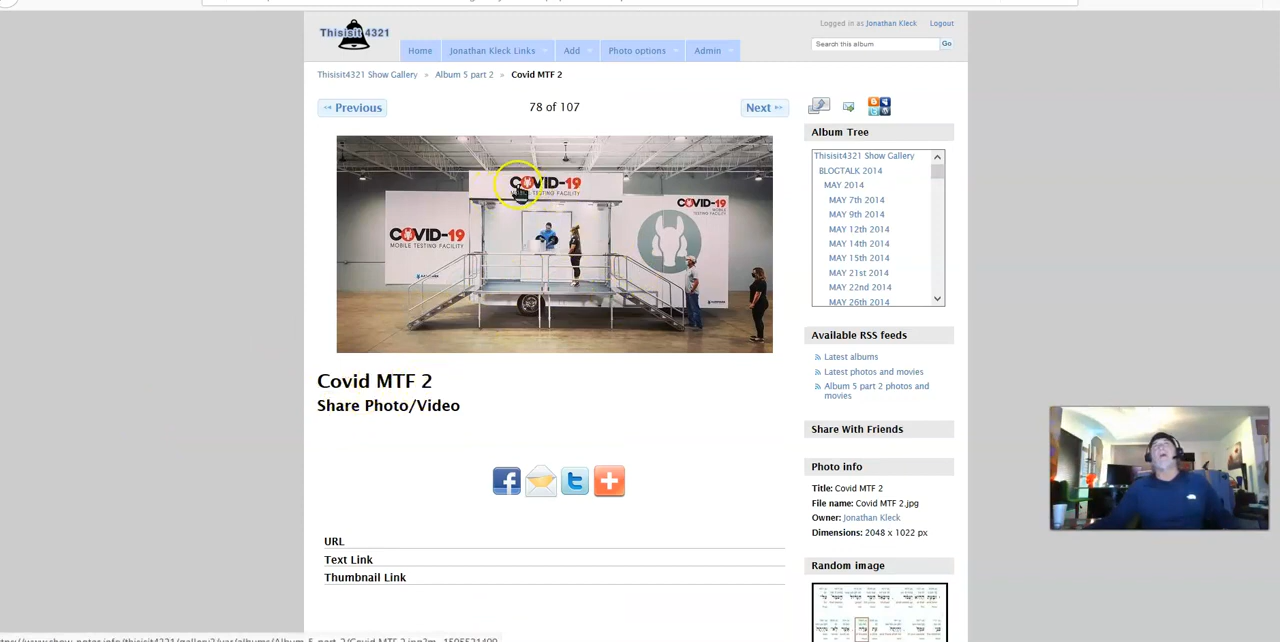 Thisisit4321
Logged in as Jonathan Kleck Logout
Home Jonathan Kleck Links Add Photo options Admin
Search this album Go
Thisisit4321 Show Gallery » Album 5 part 2 » Covid MTF 2
Previous 78 of 107 Next
COVID-19
MOBILE TESTING FACILITY
COVID-19
MOBILE TESTING FACILITY
COVID-19
MOBILE
TESTING
FACILITY
Covid MTF 2
Share Photo/Video
URL
Text Link
Thumbnail Link
Album Tree
Thisisit4321 Show Gallery
BLOGTALK 2014
MAY 2014
MAY 7th 2014
MAY 9th 2014
MAY 12th 2014
MAY 14th 2014
MAY 15th 2014
MAY 21st 2014
MAY 22nd 2014
MAY 26th 2014
Available RSS feeds
Latest albums
Latest photos and movies
Album 5 part 2 photos and
movies
Share With Friends
Photo info
Title: Covid MTF 2
File name: Covid MTF 2.jpg
Owner: Jonathan Kleck
Dimensions: 2048 x 1022 px
Random image